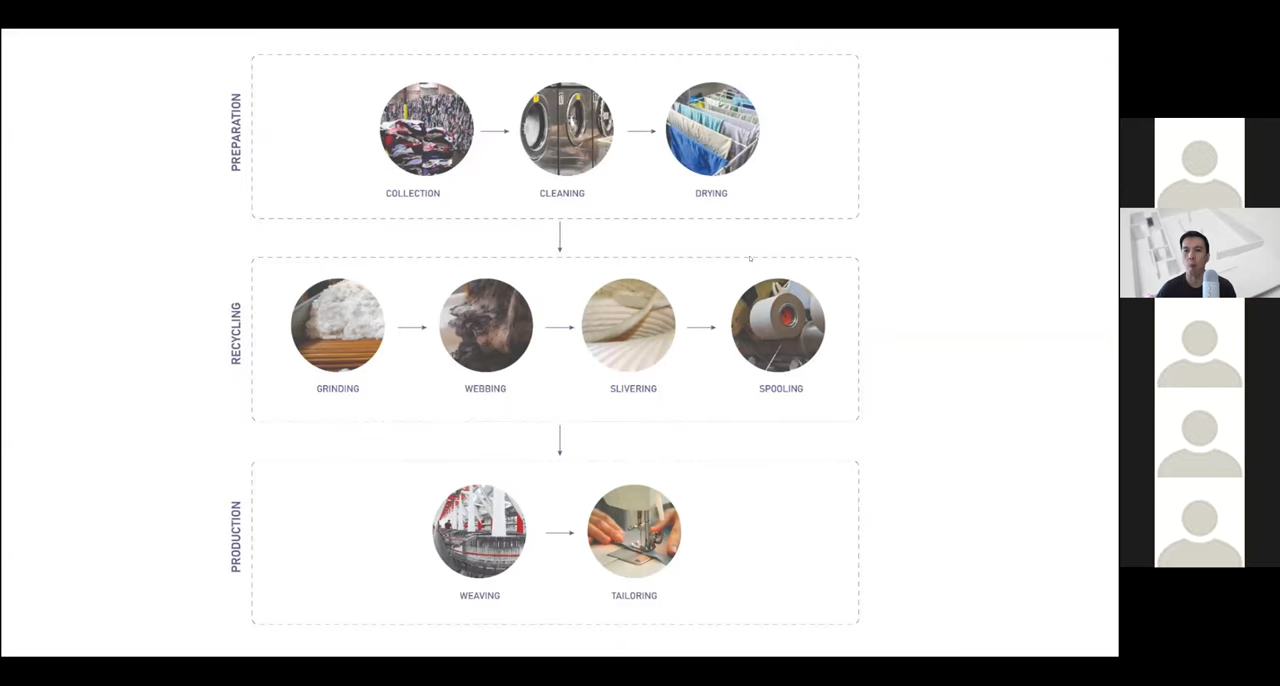 PREPARATION
COLLECTION
CLEANING
DRYING
RECYCLING
GRINDING
WEBBING
SLIVERING
SPOOLING
PRODUCTION
WEAVING
TAILORING